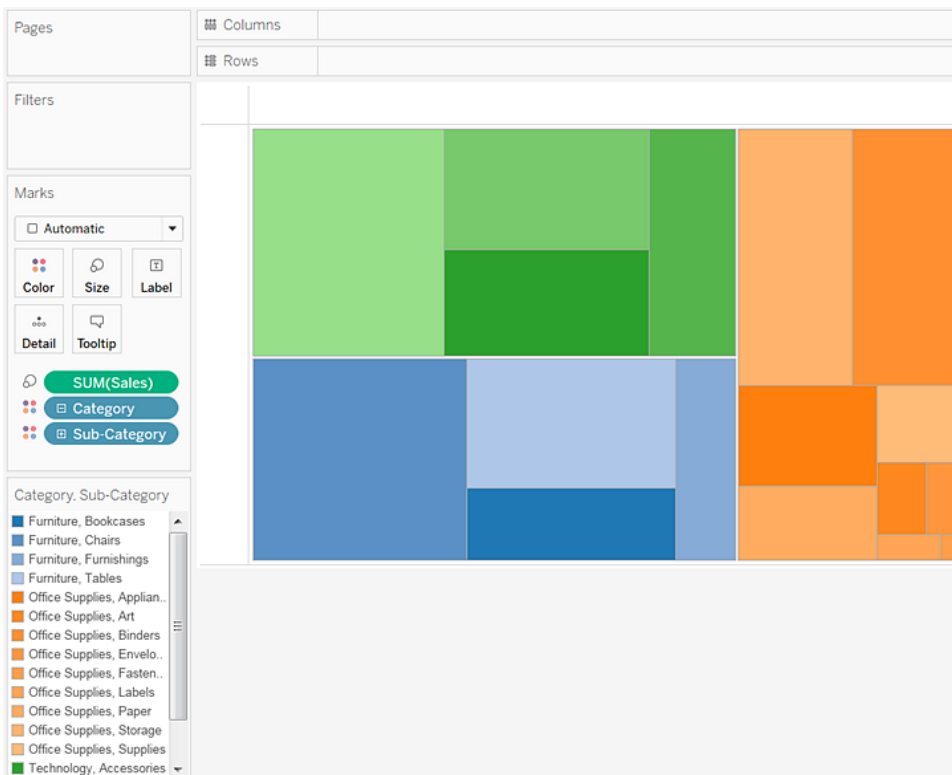 Pages
Columns
Rows
Filters
Marks
Automatic
Color Size Label
Detail Tooltip
SUM(Sales)
Category
Sub-Category
Category, Sub-Category
Furniture, Bookcases
Furniture, Chairs
Furniture, Furnishings
Furniture, Tables
Office Supplies, Applian..
Office Supplies, Art
Office Supplies, Binders
Office Supplies, Envelo..
Office Supplies, Fasten..
Office Supplies, Labels
Office Supplies, Paper
Office Supplies, Storage
Office Supplies, Supplies
Technology, Accessories